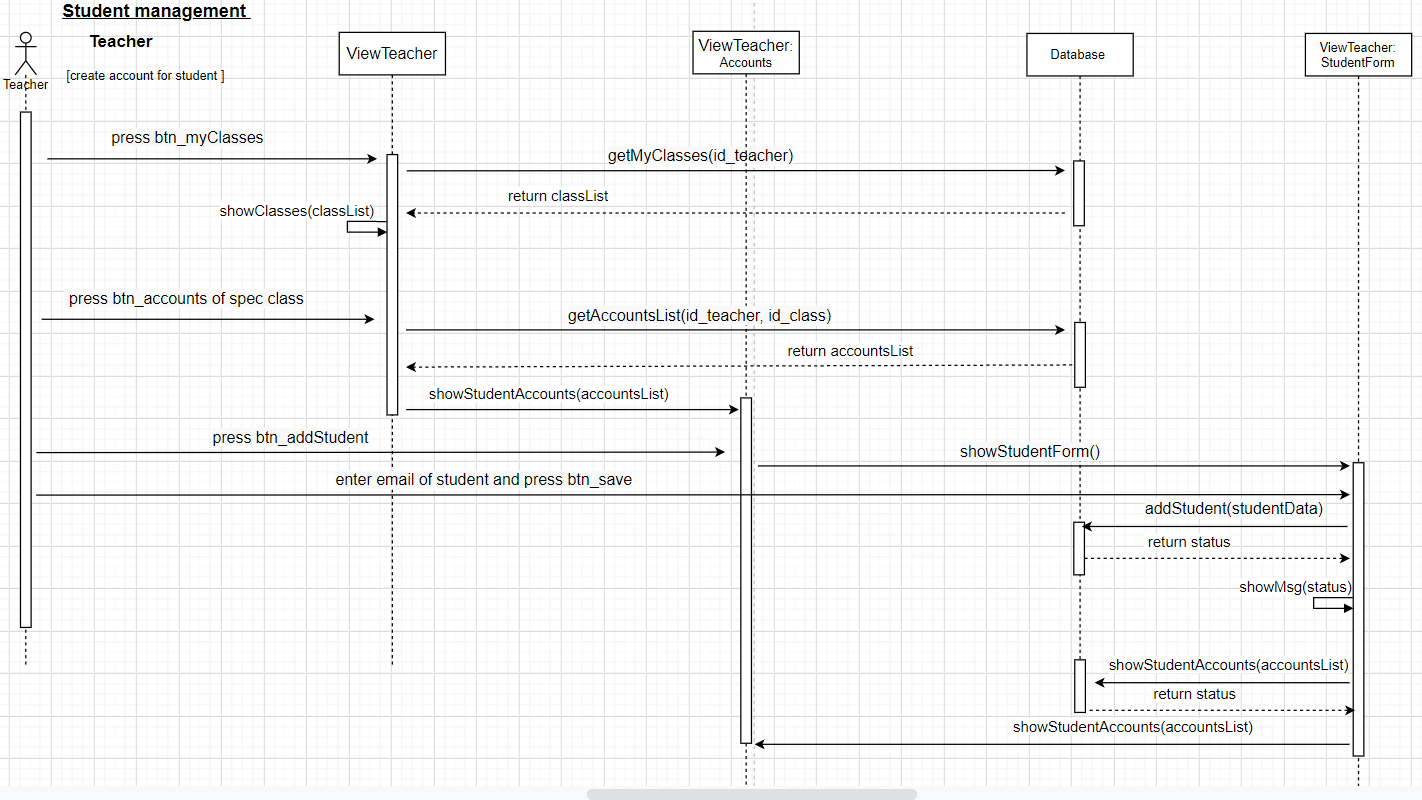 Student management
Teacher
[create account for student ]
Teacher
ViewTeacher
ViewTeacher:
Accounts
Database
ViewTeacher:
StudentForm
press btn_myClasses
getMyClasses(id_teacher)
return classList
showClasses(classList)
press btn_accounts of spec class
getAccountsList(id_teacher, id_class)
return accountsList
showStudentAccounts(accountsList)
press btn_addStudent
showStudentForm()
enter email of student and press btn_save
addStudent(studentData)
return status
showMsg(status)
showStudentAccounts(accountsList)
return status
showStudentAccounts(accountsList)